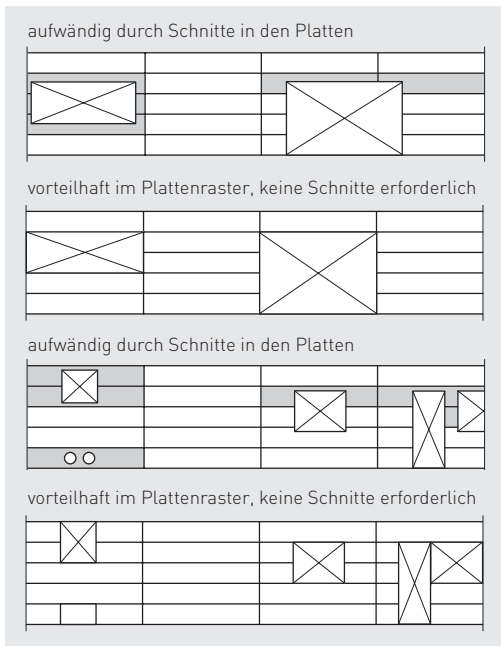 aufwändig durch Schnitte in den Platten
vorteilhaft im Plattenraster, keine Schnitte erforderlich
aufwändig durch Schnitte in den Platten
vorteilhaft im Plattenraster, keine Schnitte erforderlich